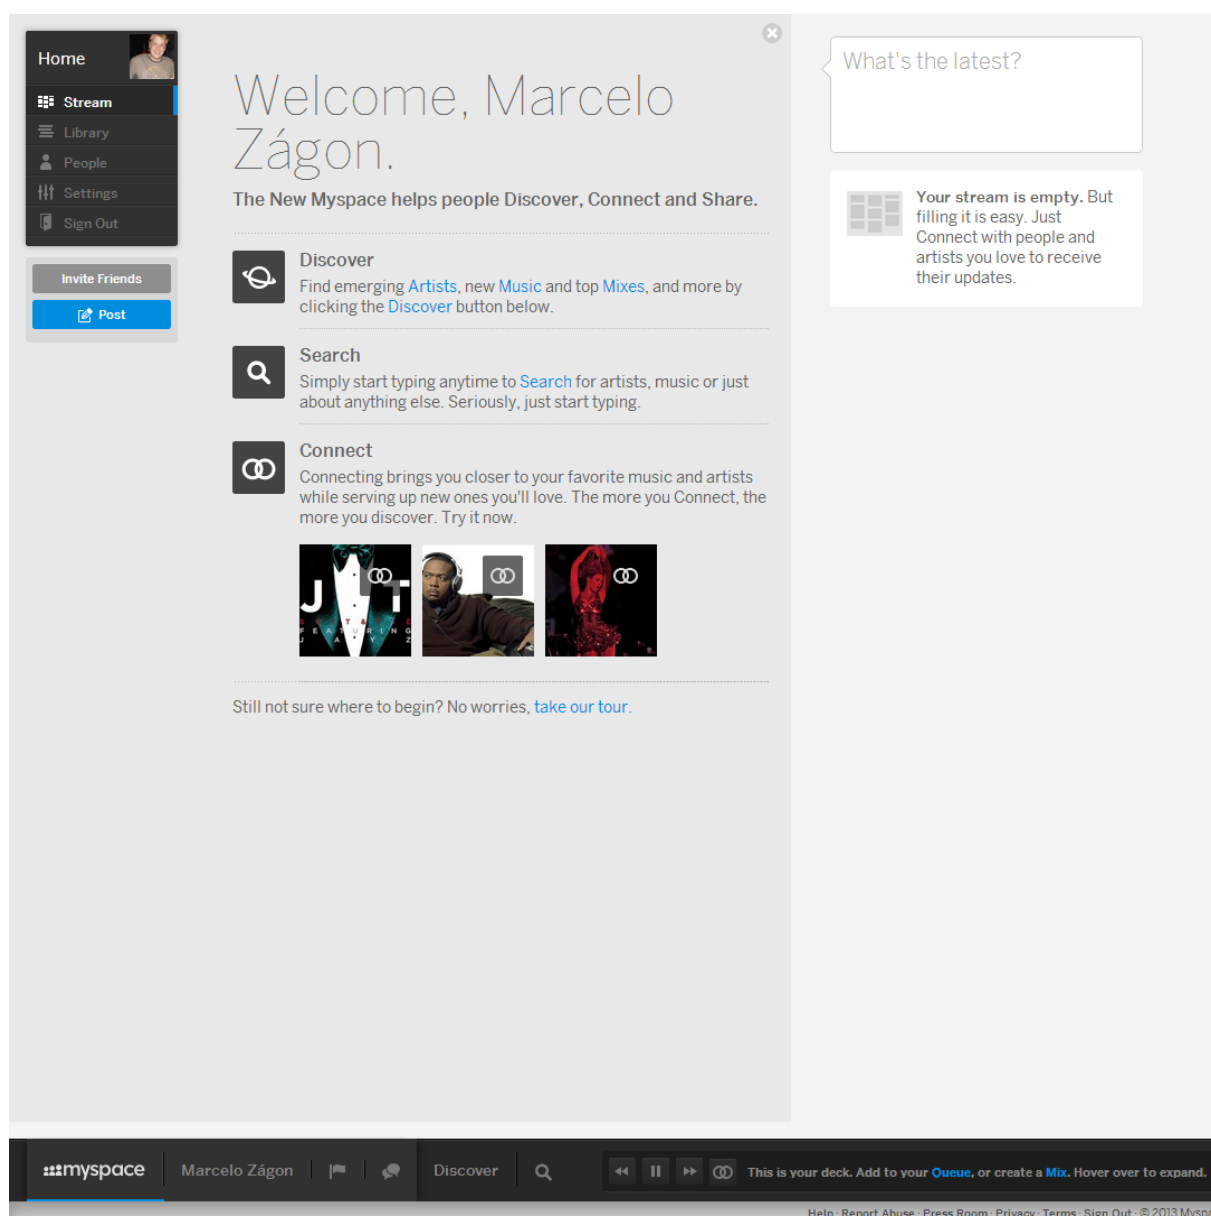 Home
Stream
Library
People
Settings
Sign Out
Invite Friends
Post
Welcome, Marcelo
Zágon.
The New Myspace helps people Discover, Connect and Share.
Discover
Find emerging Artists, new Music and top Mixes, and more by
clicking the Discover button below.
Search
Simply start typing anytime to Search for artists, music or just
about anything else. Seriously, just start typing.
Connect
Connecting brings you closer to your favorite music and artists
while serving up new ones you'll love. The more you Connect, the
more you discover. Try it now.
J T
FEATURING
JAY Z
Still not sure where to begin? No worries, take our tour.
What's the latest?
Your stream is empty. But
filling it is easy. Just
Connect with people and
artists you love to receive
their updates.
myspace
Marcelo Zágon
Discover
This is your deck. Add to your Queue, or create a Mix. Hover over to expand.
Help · Report Abuse · Press Room · Privacy · Terms · Sign Out · © 2013